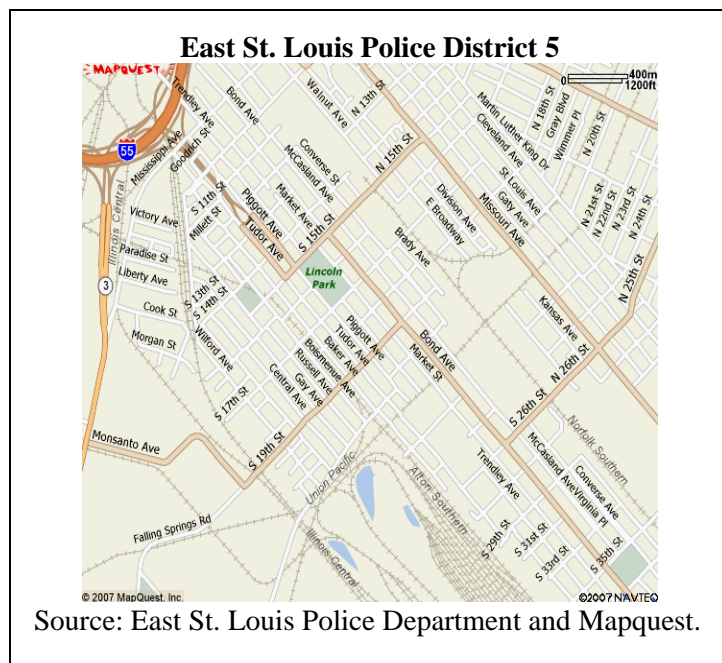 East St. Louis Police District 5
MAPQUEST
400m
1200ft
Trendley Ave
Bond Ave
Walnut Ave
N 13th St
Martin Luther King Dr
Cleveland Ave
N 18th St
Gray Blvd
Wimmer Pl
N 20th St
55
Mississippi Ave
Goodrich St
Converse St
McCasland Ave
N 15th St
St Louis Ave
Gaty Ave
Missouri Ave
N 21st St
N 22nd St
N 23rd St
N 24th St
N 25th St
Illinois Central
S 11th St
Millett St
Piggott Ave
Market Ave
Tudor Ave
S 15th St
Division Ave
E Broadway
Victory Ave
Paradise St
Liberty Ave
Lincoln
Park
Brady Ave
3
Cook St
Morgan St
S 13th St
S 14th St
Wilford Ave
S 17th St
Piggott Ave
Tudor Ave
Baker Ave
Boismenue Ave
Russell Ave
Gay Ave
Central Ave
Bond Ave
Market St
Kansas Ave
N 26th St
S 26th St
Monsanto Ave
S 19th St
Norfolk Southern
Union Pacific
Alton Southern
McCasland Ave
Virginia Pl
Converse Ave
Trendley Ave
Falling Springs Rd
Illinois Central
S 29th St
S 31st St
S 33rd St
S 35th St
© 2007 MapQuest, Inc.
©2007 NAVTEQ
Source: East St. Louis Police Department and Mapquest.